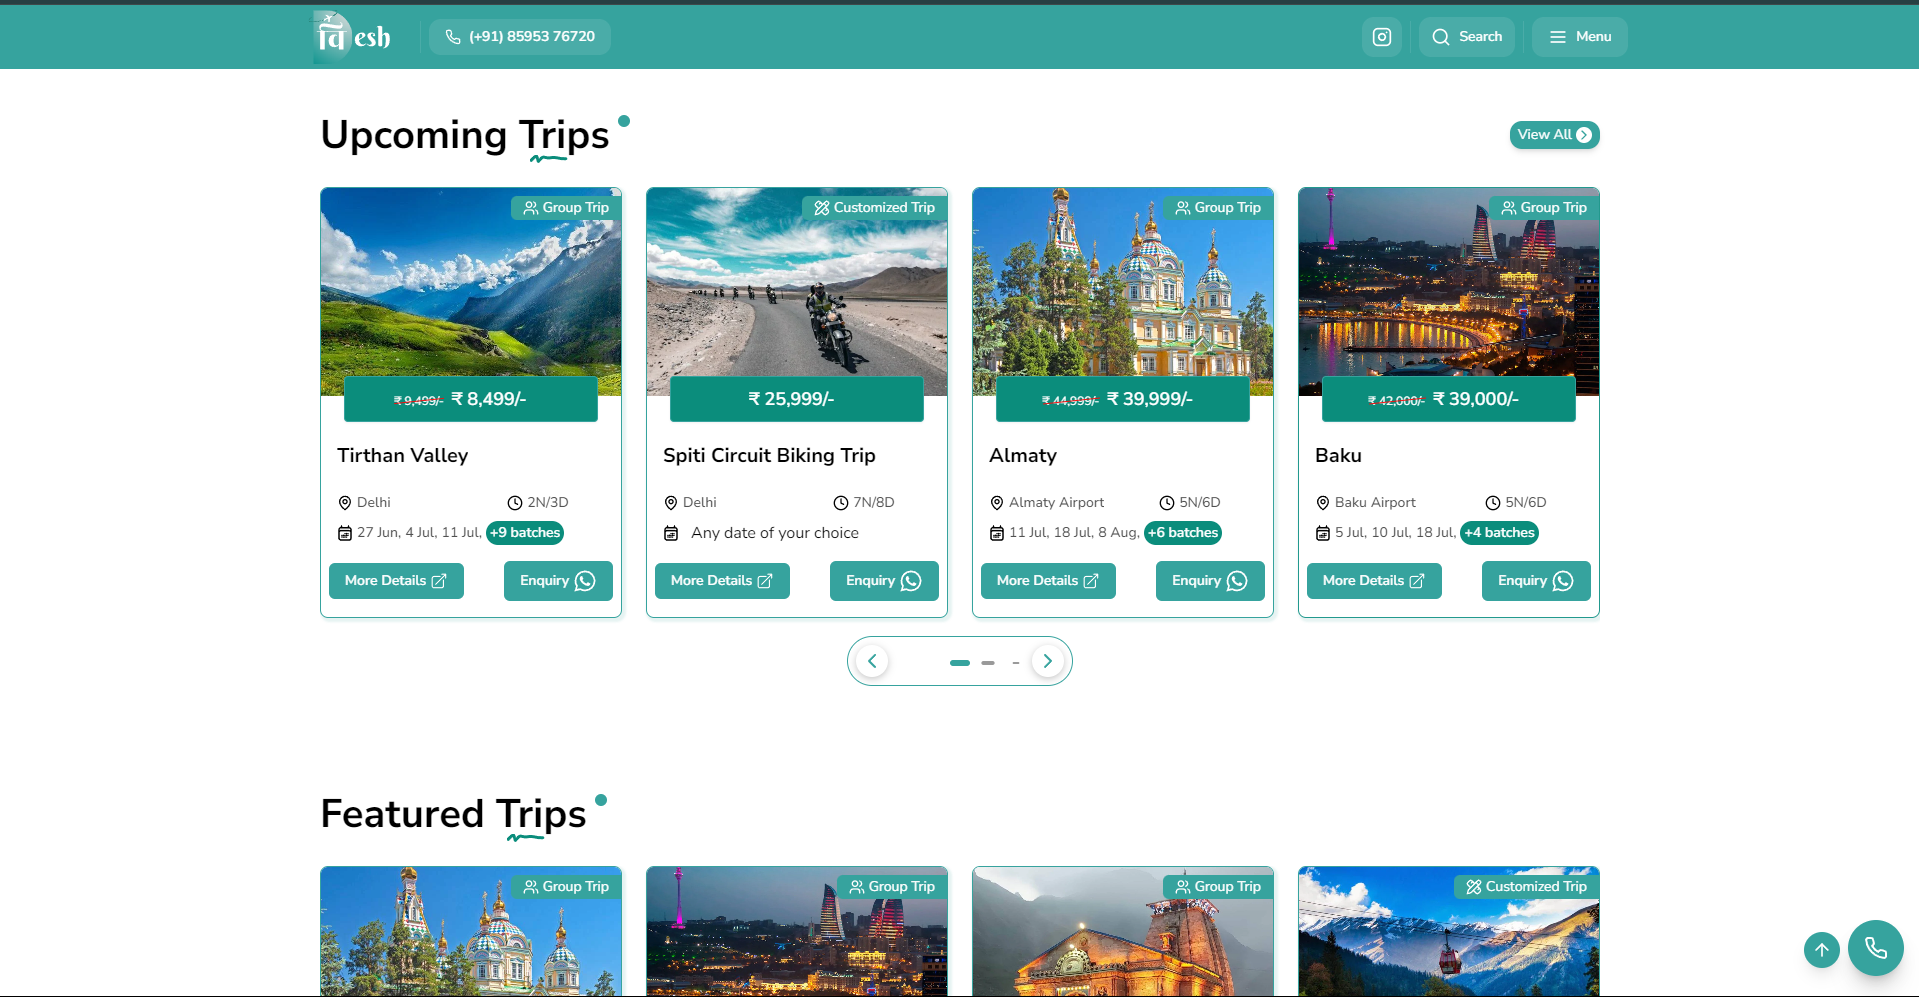 esh
(+91) 85953 76720
Search
Menu
Upcoming Trips
View All
Group Trip
₹ 9,499/- ₹ 8,499/-
Tirthan Valley
Delhi
2N/3D
27 Jun, 4 Jul, 11 Jul, +9 batches
More Details
Enquiry
Customized Trip
₹ 25,999/-
Spiti Circuit Biking Trip
Delhi
7N/8D
Any date of your choice
More Details
Enquiry
Group Trip
₹ 44,999/- ₹ 39,999/-
Almaty
Almaty Airport
5N/6D
11 Jul, 18 Jul, 8 Aug, +6 batches
More Details
Enquiry
Group Trip
₹ 42,000/- ₹ 39,000/-
Baku
Baku Airport
5N/6D
5 Jul, 10 Jul, 18 Jul, +4 batches
More Details
Enquiry
Featured Trips
Group Trip
Group Trip
Group Trip
Customized Trip